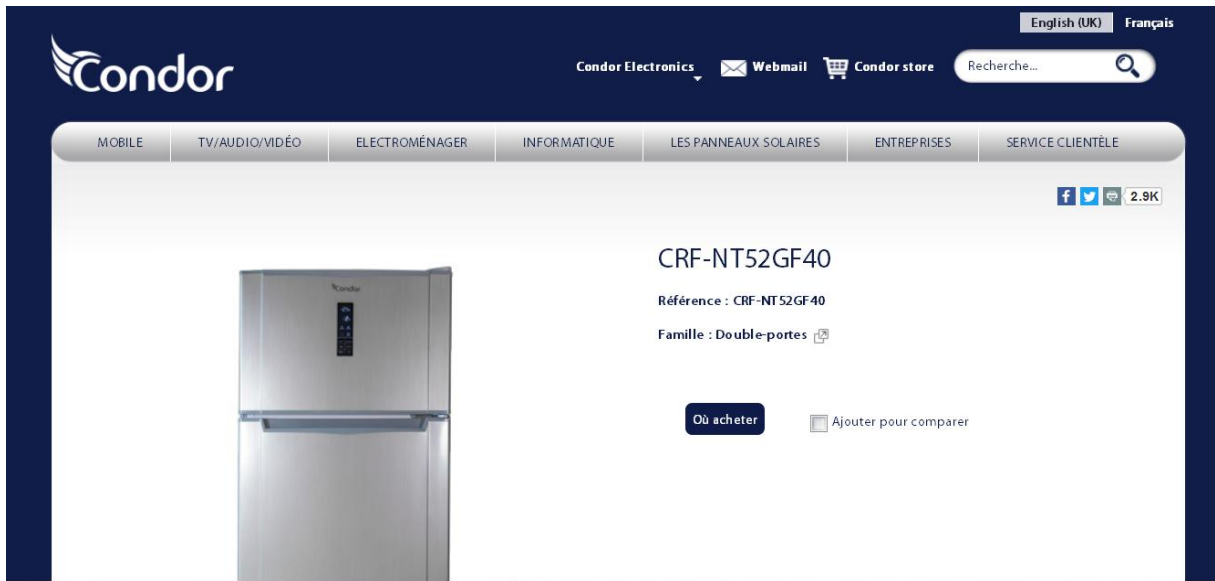 English (UK) Français
Condor
Condor Electronics Webmail Condor store Recherche...
MOBILE TV/AUDIO/VIDÉO ELECTROMÉNAGER INFORMATIQUE LES PANNEAUX SOLAIRES ENTREPRISES SERVICE CLIENTÈLE
f 2.9K
CRF-NT52GF40
Condor
Référence : CRF-NT52GF40
Famille : Double-portes
Où acheter Ajouter pour comparer